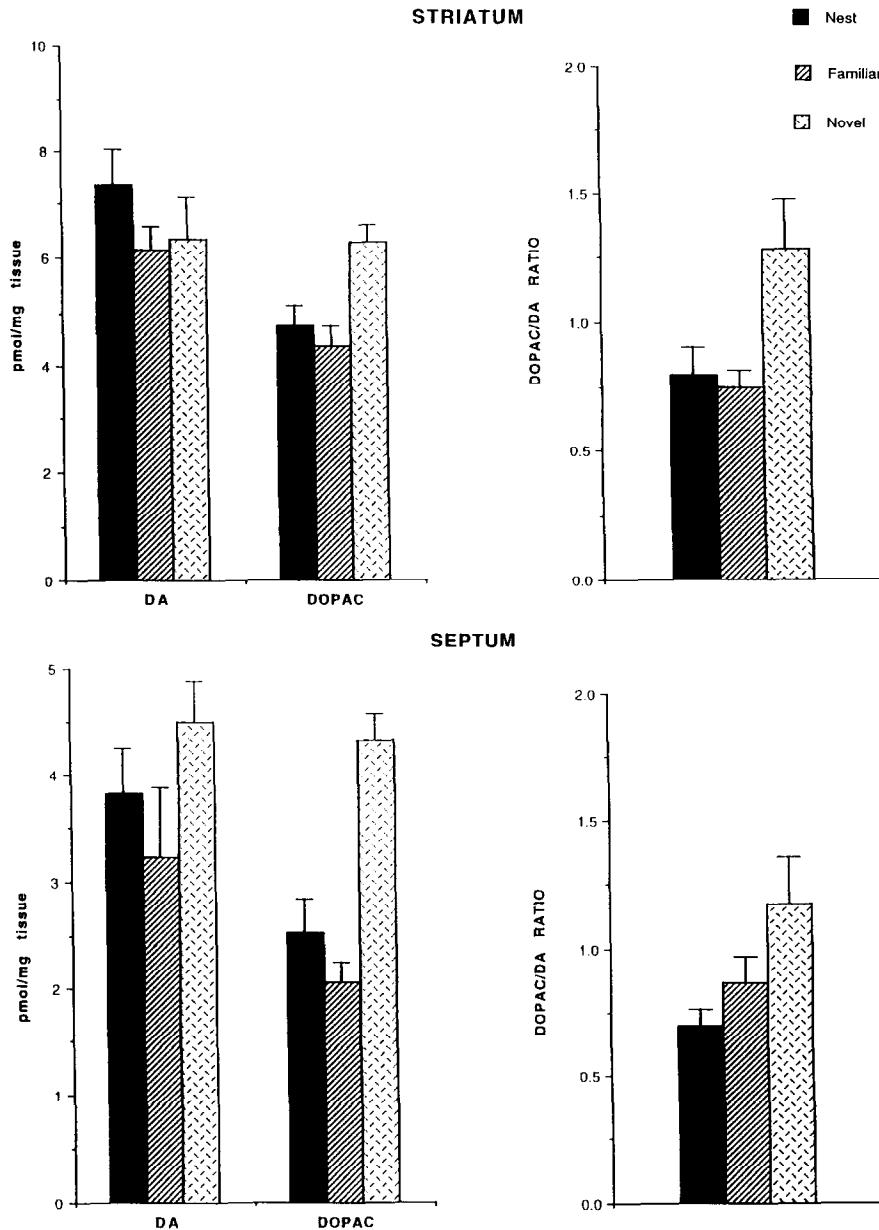 STRIATUM
Nest
Familiar
Novel
10
8
6
4
2
0
pmol/mg tissue
DA
DOPAC
2.0
1.5
1.0
0.5
0.0
DOPAC/DA RATIO
SEPTUM
5
4
3
2
1
0
pmol/mg tissue
DA
DOPAC
2.0
1.5
1.0
0.5
0.0
DOPAC/DA RATIO